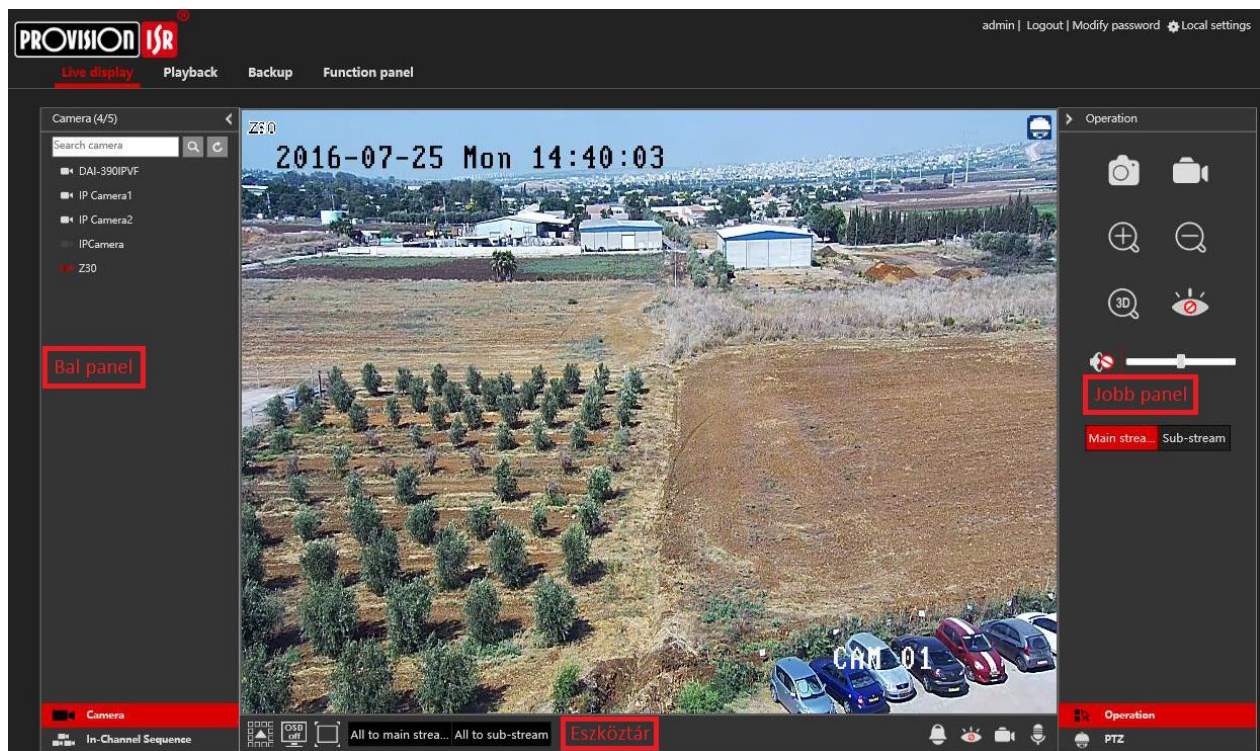 PROVISION ISR ®
admin | Logout | Modify password Local settings
Live display Playback Backup Function panel
Camera (4/5)
Search camera
DAI-390IPVF
IP Camera1
IP Camera2
IPCamera
Z30
Bal panel
Camera
In-Channel Sequence
Z30
2016-07-25 Mon 14:40:03
CAM 01
OSD off
All to main strea... All to sub-stream
Eszköztár
Operation
3D
Jobb panel
Main strea... Sub-stream
Operation
PTZ